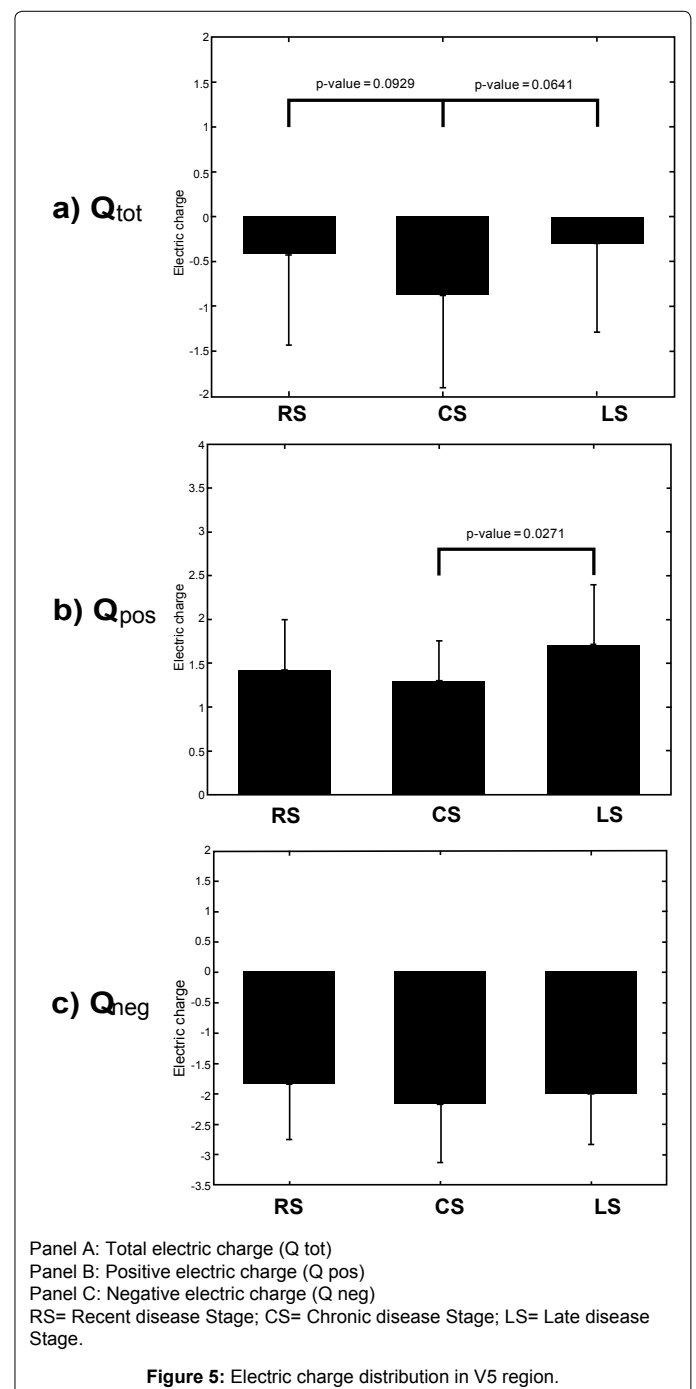 2
1.5
p-value = 0.0929 p-value = 0.0641
1
0.5
a) Qtot
Electric charge
0
-0.5
-1
-1.5
-2
RS CS LS
4
3.5
3
p-value = 0.0271
2.5
b) Qpos
Electric charge
2
1.5
1
0.5
0
RS CS LS
2
1.5
1
0.5
0
c) Qneg
Electric charge
-0.5
-1
-1.5
-2
-2.5
-3
-3.5
RS CS LS
Panel A: Total electric charge (Q tot)
Panel B: Positive electric charge (Q pos)
Panel C: Negative electric charge (Q neg)
RS= Recent disease Stage; CS= Chronic disease Stage; LS= Late disease
Stage.
Figure 5: Electric charge distribution in V5 region.